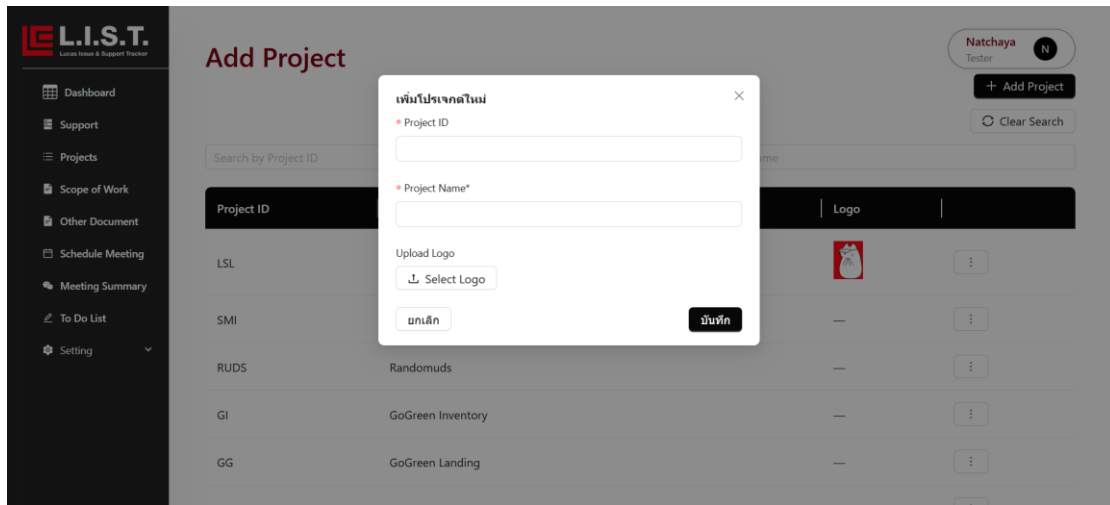 L.I.S.T.
Lucas Issue & Support Tracker
Dashboard
Support
Projects
Scope of Work
Other Document
Schedule Meeting
Meeting Summary
To Do List
Setting
Add Project
Natchaya
Tester
N
+ Add Project
Clear Search
Search by Project ID
me
Project ID
Logo
LSL
SMI
—
RUDS
Randomuds
—
GI
GoGreen Inventory
—
GG
GoGreen Landing
—
เพิ่มโปรเจกต์ใหม่
* Project ID
* Project Name*
Upload Logo
Select Logo
ยกเลิก
บันทึก